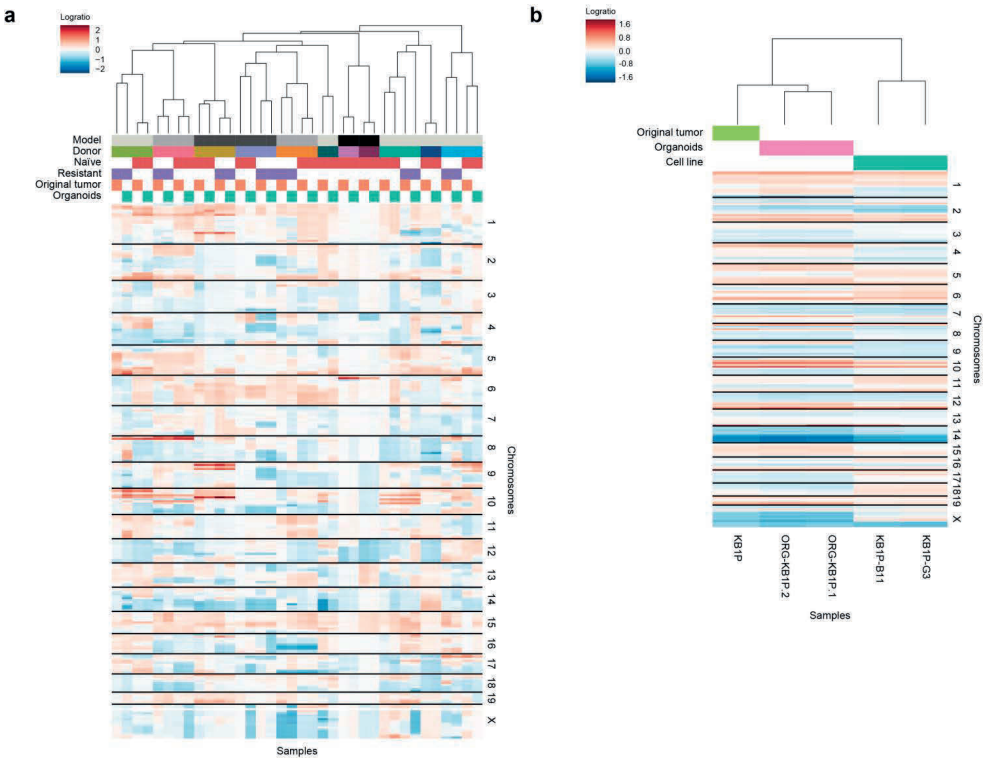 a
Logratio
2
1
0
−1
−2
Model
Donor
Naïve
Resistant
Original tumor
Organoids
1
2
3
4
5
6
7
8
9
10
11
12
13
14
15
16
17
18
19
X
Chromosomes
Samples
b
Logratio
1.6
0.0
-0.8
-1.6
Original tumor
Organoids
Cell line
1
2
3
4
5
6
7
8
9
10
11
12
13
14
15
16
17
18
19
X
Chromosomes
KB1P
ORG-KB1P.2
ORG-KB1P.1
KB1P-B11
KB1P-G3
Samples